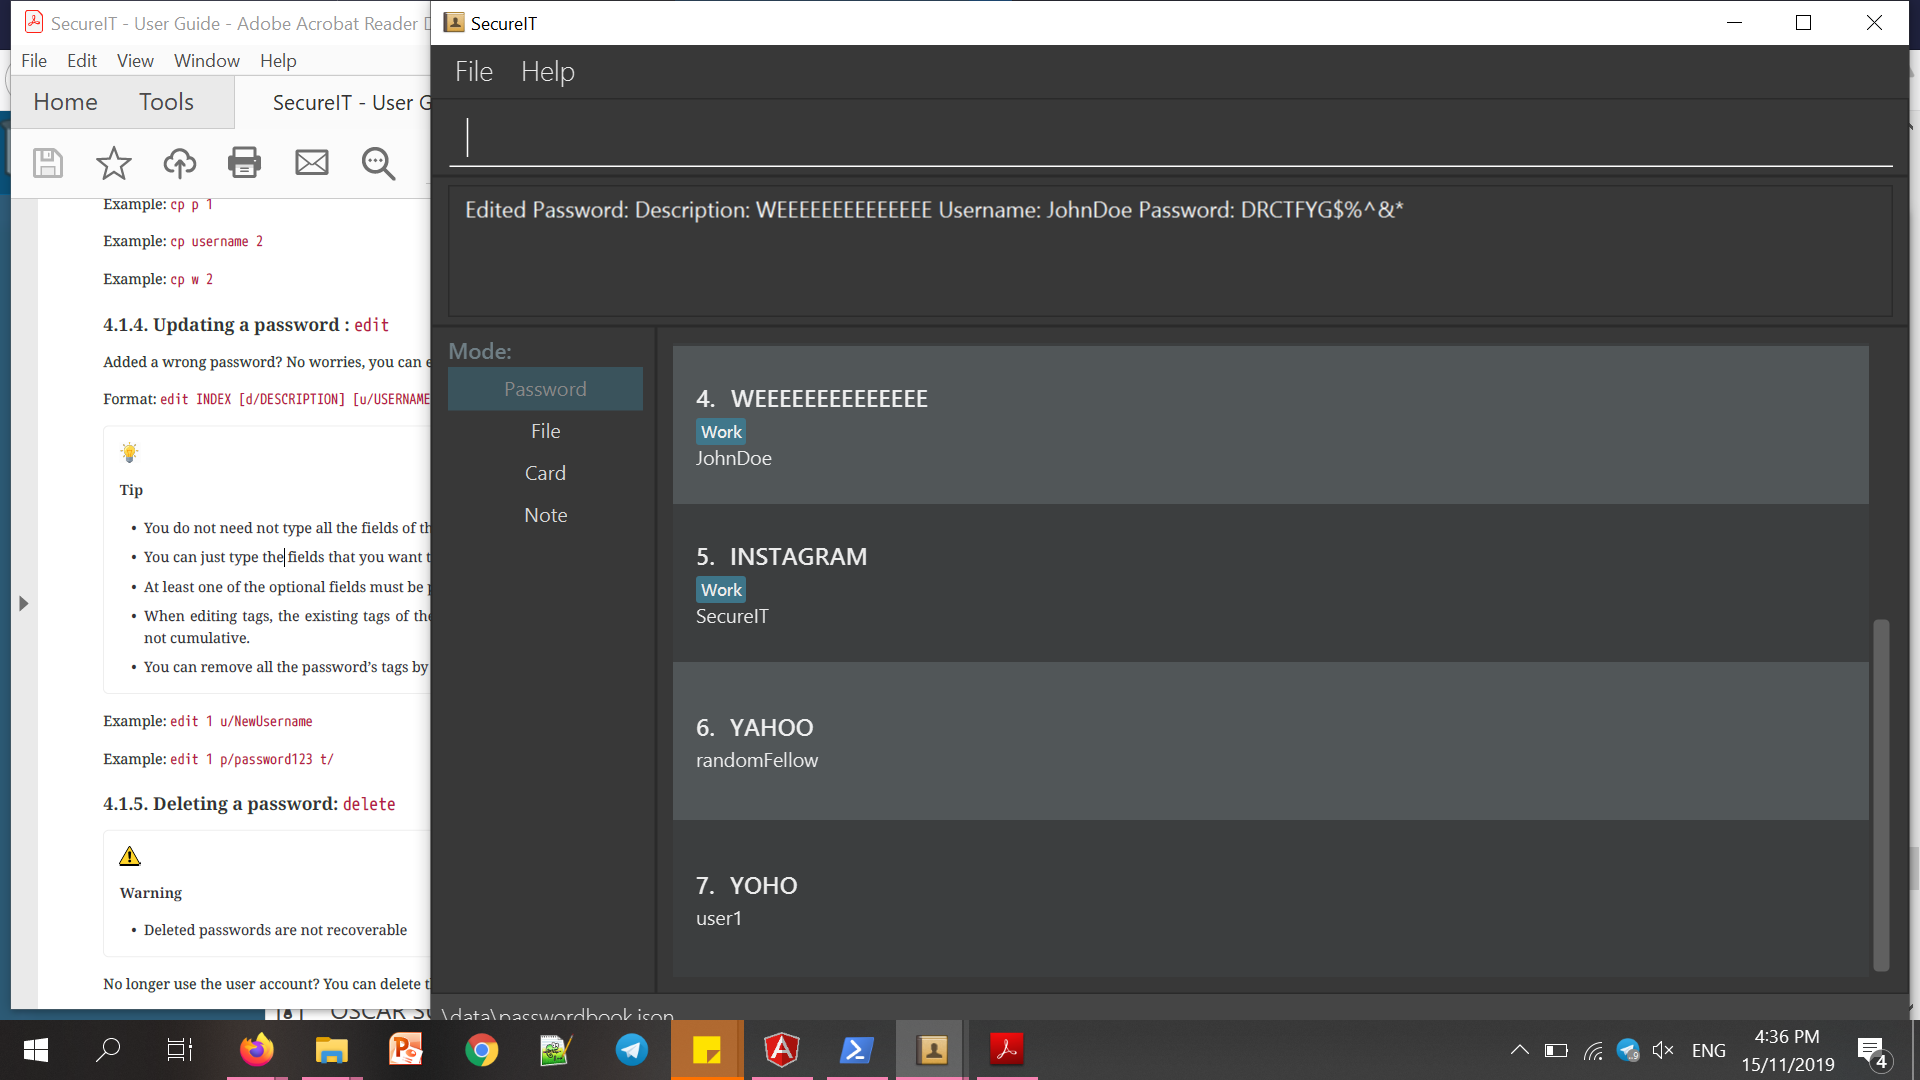 SecureIT - User Guide - Adobe Acrobat Reader
File Edit View Window Help
Home Tools SecureIT - User G
Example: cp p 1
Example: cp username 2
Example: cp w 2
4.1.4. Updating a password : edit
Added a wrong password? No worries, you can
Format: edit INDEX [d/DESCRIPTION] [u/USERNAME
Tip
• You do not need not type all the fields of
• You can just type the fields that you want
• At least one of the optional fields must be
• When editing tags, the existing tags of the
not cumulative.
• You can remove all the password's tags by
Example: edit 1 u/NewUsername
Example: edit 1 p/password123 t/
4.1.5. Deleting a password: delete
Warning
• Deleted passwords are not recoverable
No longer use the user account? You can delete
OSCAR
SecureIT
File Help
Edited Password: Description: WEEEEEEEEEEEEEE Username: JohnDoe Password: DRCTFYG$%^&*
Mode:
Password
File
Card
Note
4. WEEEEEEEEEEEEEE
Work
JohnDoe
5. INSTAGRAM
Work
SecureIT
6. YAHOO
randomFellow
7. YOHO
user1
\data\passwordbook.json
ENG
4:36 PM
15/11/2019
4